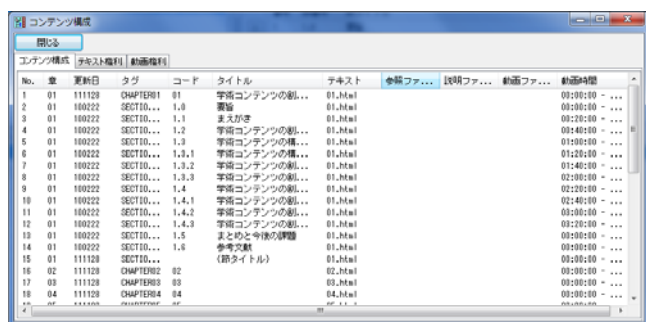 コンテンツ構成
閉じる
コンテンツ構成 テキスト権利 動画権利
No. 章 更新日 タグ コード タイトル テキスト 参照ファ... 説明ファ... 動画ファ... 動画時間
1 01 111128 CHAPTER01 01 学術コンテンツの創... 01.html 00:00:00 - ...
2 01 100222 SECTIO... 1.0 要旨 01.html 00:00:00 - ...
3 01 100222 SECTIO... 1.1 まえがき 01.html 00:20:00 - ...
4 01 100222 SECTIO... 1.2 学術コンテンツの創... 01.html 00:40:00 - ...
5 01 100222 SECTIO... 1.3 学術コンテンツの構... 01.html 01:00:00 - ...
6 01 100222 SECTIO... 1.3.1 学術コンテンツの構... 01.html 01:20:00 - ...
7 01 100222 SECTIO... 1.3.2 学術コンテンツの創... 01.html 01:40:00 - ...
8 01 100222 SECTIO... 1.3.3 学術コンテンツの創... 01.html 02:00:00 - ...
9 01 100222 SECTIO... 1.4 学術コンテンツの創... 01.html 02:20:00 - ...
10 01 100222 SECTIO... 1.4.1 学術コンテンツの創... 01.html 02:40:00 - ...
11 01 100222 SECTIO... 1.4.2 学術コンテンツの創... 01.html 03:00:00 - ...
12 01 100222 SECTIO... 1.4.3 学術コンテンツの創... 01.html 03:20:00 - ...
13 01 100222 SECTIO... 1.5 まとめと今後の課題 01.html 00:00:00 - ...
14 01 100222 SECTIO... 1.6 参考文献 01.html 00:00:00 - ...
15 01 111128 SECTIO... (節タイトル) 01.html 00:00:00 - ...
16 02 111128 CHAPTER02 02 02.html 00:00:00 - ...
17 03 111128 CHAPTER03 03 03.html 00:00:00 - ...
18 04 111128 CHAPTER04 04 04.html 00:00:00 - ...